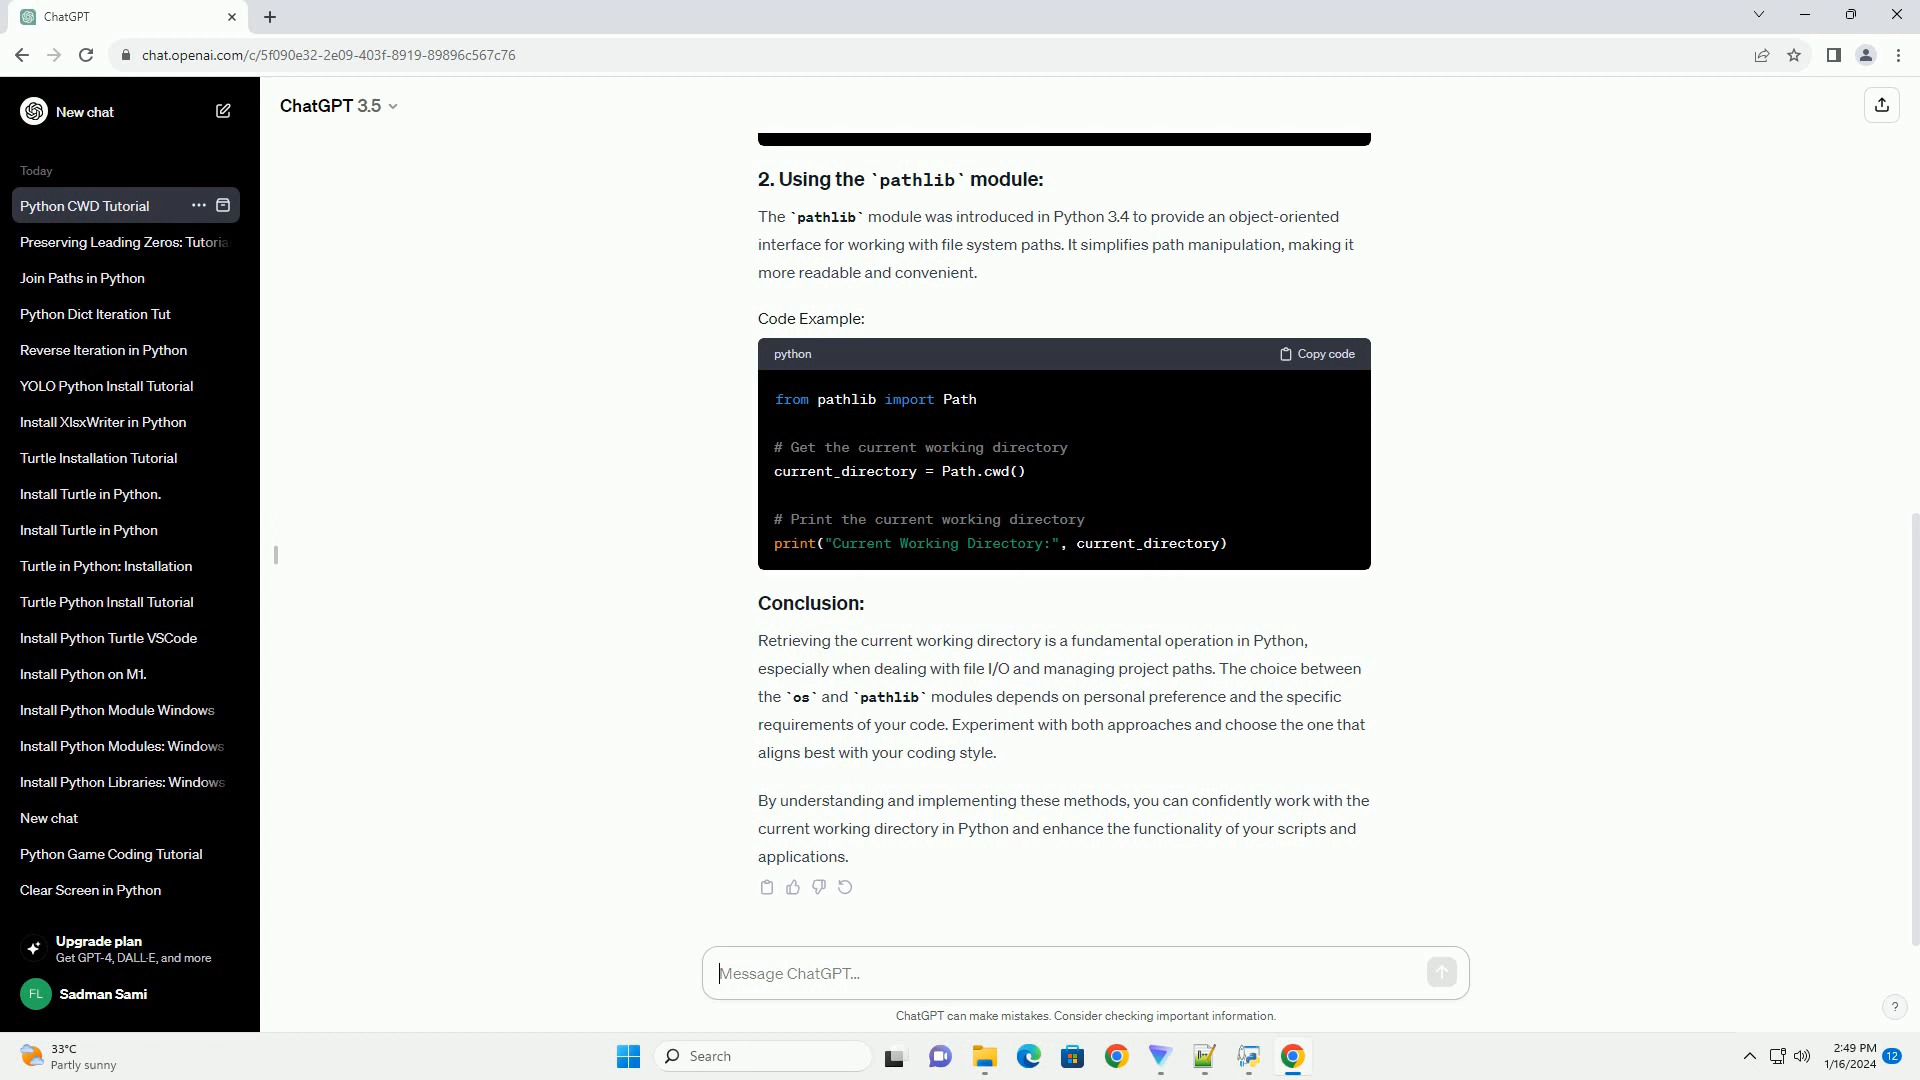 ChatGPT
chat.openai.com/c/5f090e32-2e09-403f-8919-89896c567c76
New chat
ChatGPT 3.5
Today
Python CWD Tutorial
Preserving Leading Zeros: Tutoria
Join Paths in Python
Python Dict Iteration Tut
Reverse Iteration in Python
YOLO Python Install Tutorial
Install XlsxWriter in Python
Turtle Installation Tutorial
Install Turtle in Python.
Install Turtle in Python
Turtle in Python: Installation
Turtle Python Install Tutorial
Install Python Turtle VSCode
Install Python on M1.
Install Python Module Windows
Install Python Modules: Windows
Install Python Libraries: Windows
New chat
Python Game Coding Tutorial
Clear Screen in Python
Upgrade plan
Get GPT-4, DALL·E, and more
FL Sadman Sami
2. Using the `pathlib` module:
The `pathlib` module was introduced in Python 3.4 to provide an object-oriented
interface for working with file system paths. It simplifies path manipulation, making it
more readable and convenient.
Code Example:
python Copy code
from pathlib import Path
# Get the current working directory
current_directory = Path.cwd()
# Print the current working directory
print("Current Working Directory:", current_directory)
Conclusion:
Retrieving the current working directory is a fundamental operation in Python,
especially when dealing with file I/O and managing project paths. The choice between
the `os` and `pathlib` modules depends on personal preference and the specific
requirements of your code. Experiment with both approaches and choose the one that
aligns best with your coding style.
By understanding and implementing these methods, you can confidently work with the
current working directory in Python and enhance the functionality of your scripts and
applications.
Message ChatGPT...
ChatGPT can make mistakes. Consider checking important information.
?
33°C
Partly sunny
Search
2:49 PM
1/16/2024
12